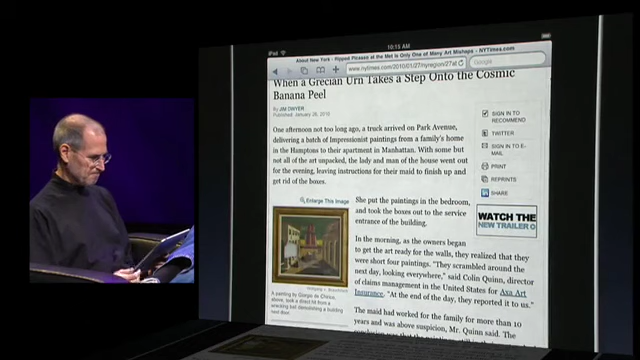 iPad
10:15 AM
About New York - Ripped Picasso at the Met Is Only One of Many Art Mishaps - NYTimes.com
www.nytimes.com/2010/01/27/nyregion/27at
Google
When a Grecian Urn Takes a Step Onto the Cosmic
Banana Peel
By JIM DWYER
Published: January 26, 2010
One afternoon not too long ago, a truck arrived on Park Avenue,
delivering a batch of Impressionist paintings from a family's home
in the Hamptons to their apartment in Manhattan. With some but
not all of the art unpacked, the lady and man of the house went out
for the evening, leaving instructions for their maid to finish up and
get rid of the boxes.
SIGN IN TO
RECOMMEND
TWITTER
SIGN IN TO E-
MAIL
PRINT
REPRINTS
SHARE
Enlarge This Image
A painting by Giorgio de Chirico,
above, took a direct hit from a
wrecking ball demolishing a building
next door.
She put the paintings in the bedroom,
and took the boxes out to the service
entrance of the building.
In the morning, as the owners began
to get the art ready for the walls, they realized that they
were short four paintings. "They scrambled around the
next day, looking everywhere," said Colin Quinn, director
of claims management in the United States for Axa Art
Insurance. "At the end of the day, they reported it to us."
The maid had worked for the family for more than 10
years and was above suspicion, Mr. Quinn said. The
WATCH THE
NEW TRAILER